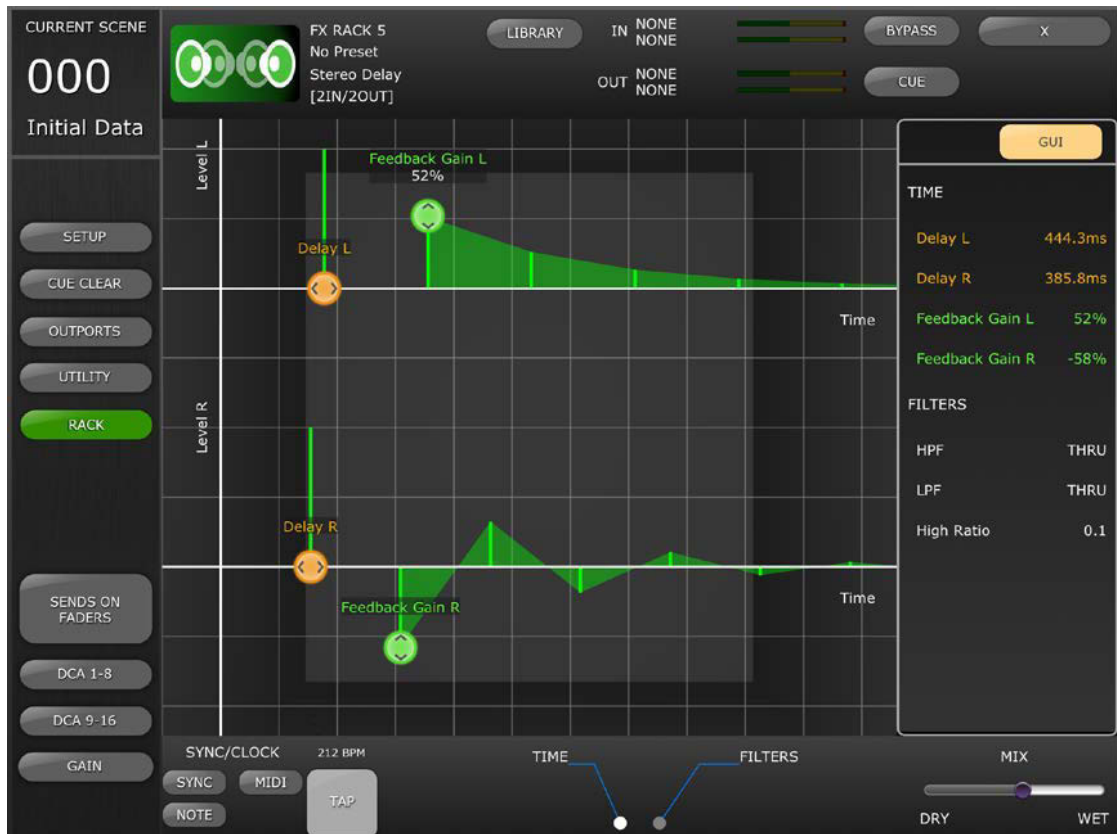 CURRENT SCENE
000
Initial Data
FX RACK 5
No Preset
Stereo Delay
[2IN/2OUT]
LIBRARY
IN NONE
NONE
OUT NONE
NONE
BYPASS
X
CUE
SETUP
CUE CLEAR
OUTPORTS
UTILITY
RACK
SENDS ON
FADERS
DCA 1-8
DCA 9-16
GAIN
Level L
Feedback Gain L
52%
Delay L
Time
Level R
Delay R
Feedback Gain R
Time
GUI
TIME
Delay L 444.3ms
Delay R 385.8ms
Feedback Gain L 52%
Feedback Gain R -58%
FILTERS
HPF THRU
LPF THRU
High Ratio 0.1
SYNC/CLOCK 212 BPM
SYNC MIDI
NOTE
TAP
TIME FILTERS
MIX
DRY WET